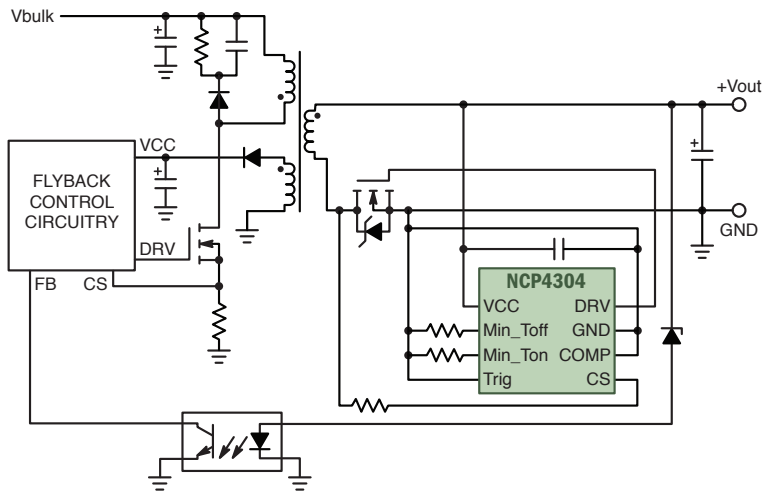 Vbulk
+Vout
VCC
FLYBACK
CONTROL
CIRCUITRY
DRV
FB
CS
GND
NCP4304
VCC
DRV
Min_Toff
GND
Min_Ton
COMP
Trig
CS
+
+
+